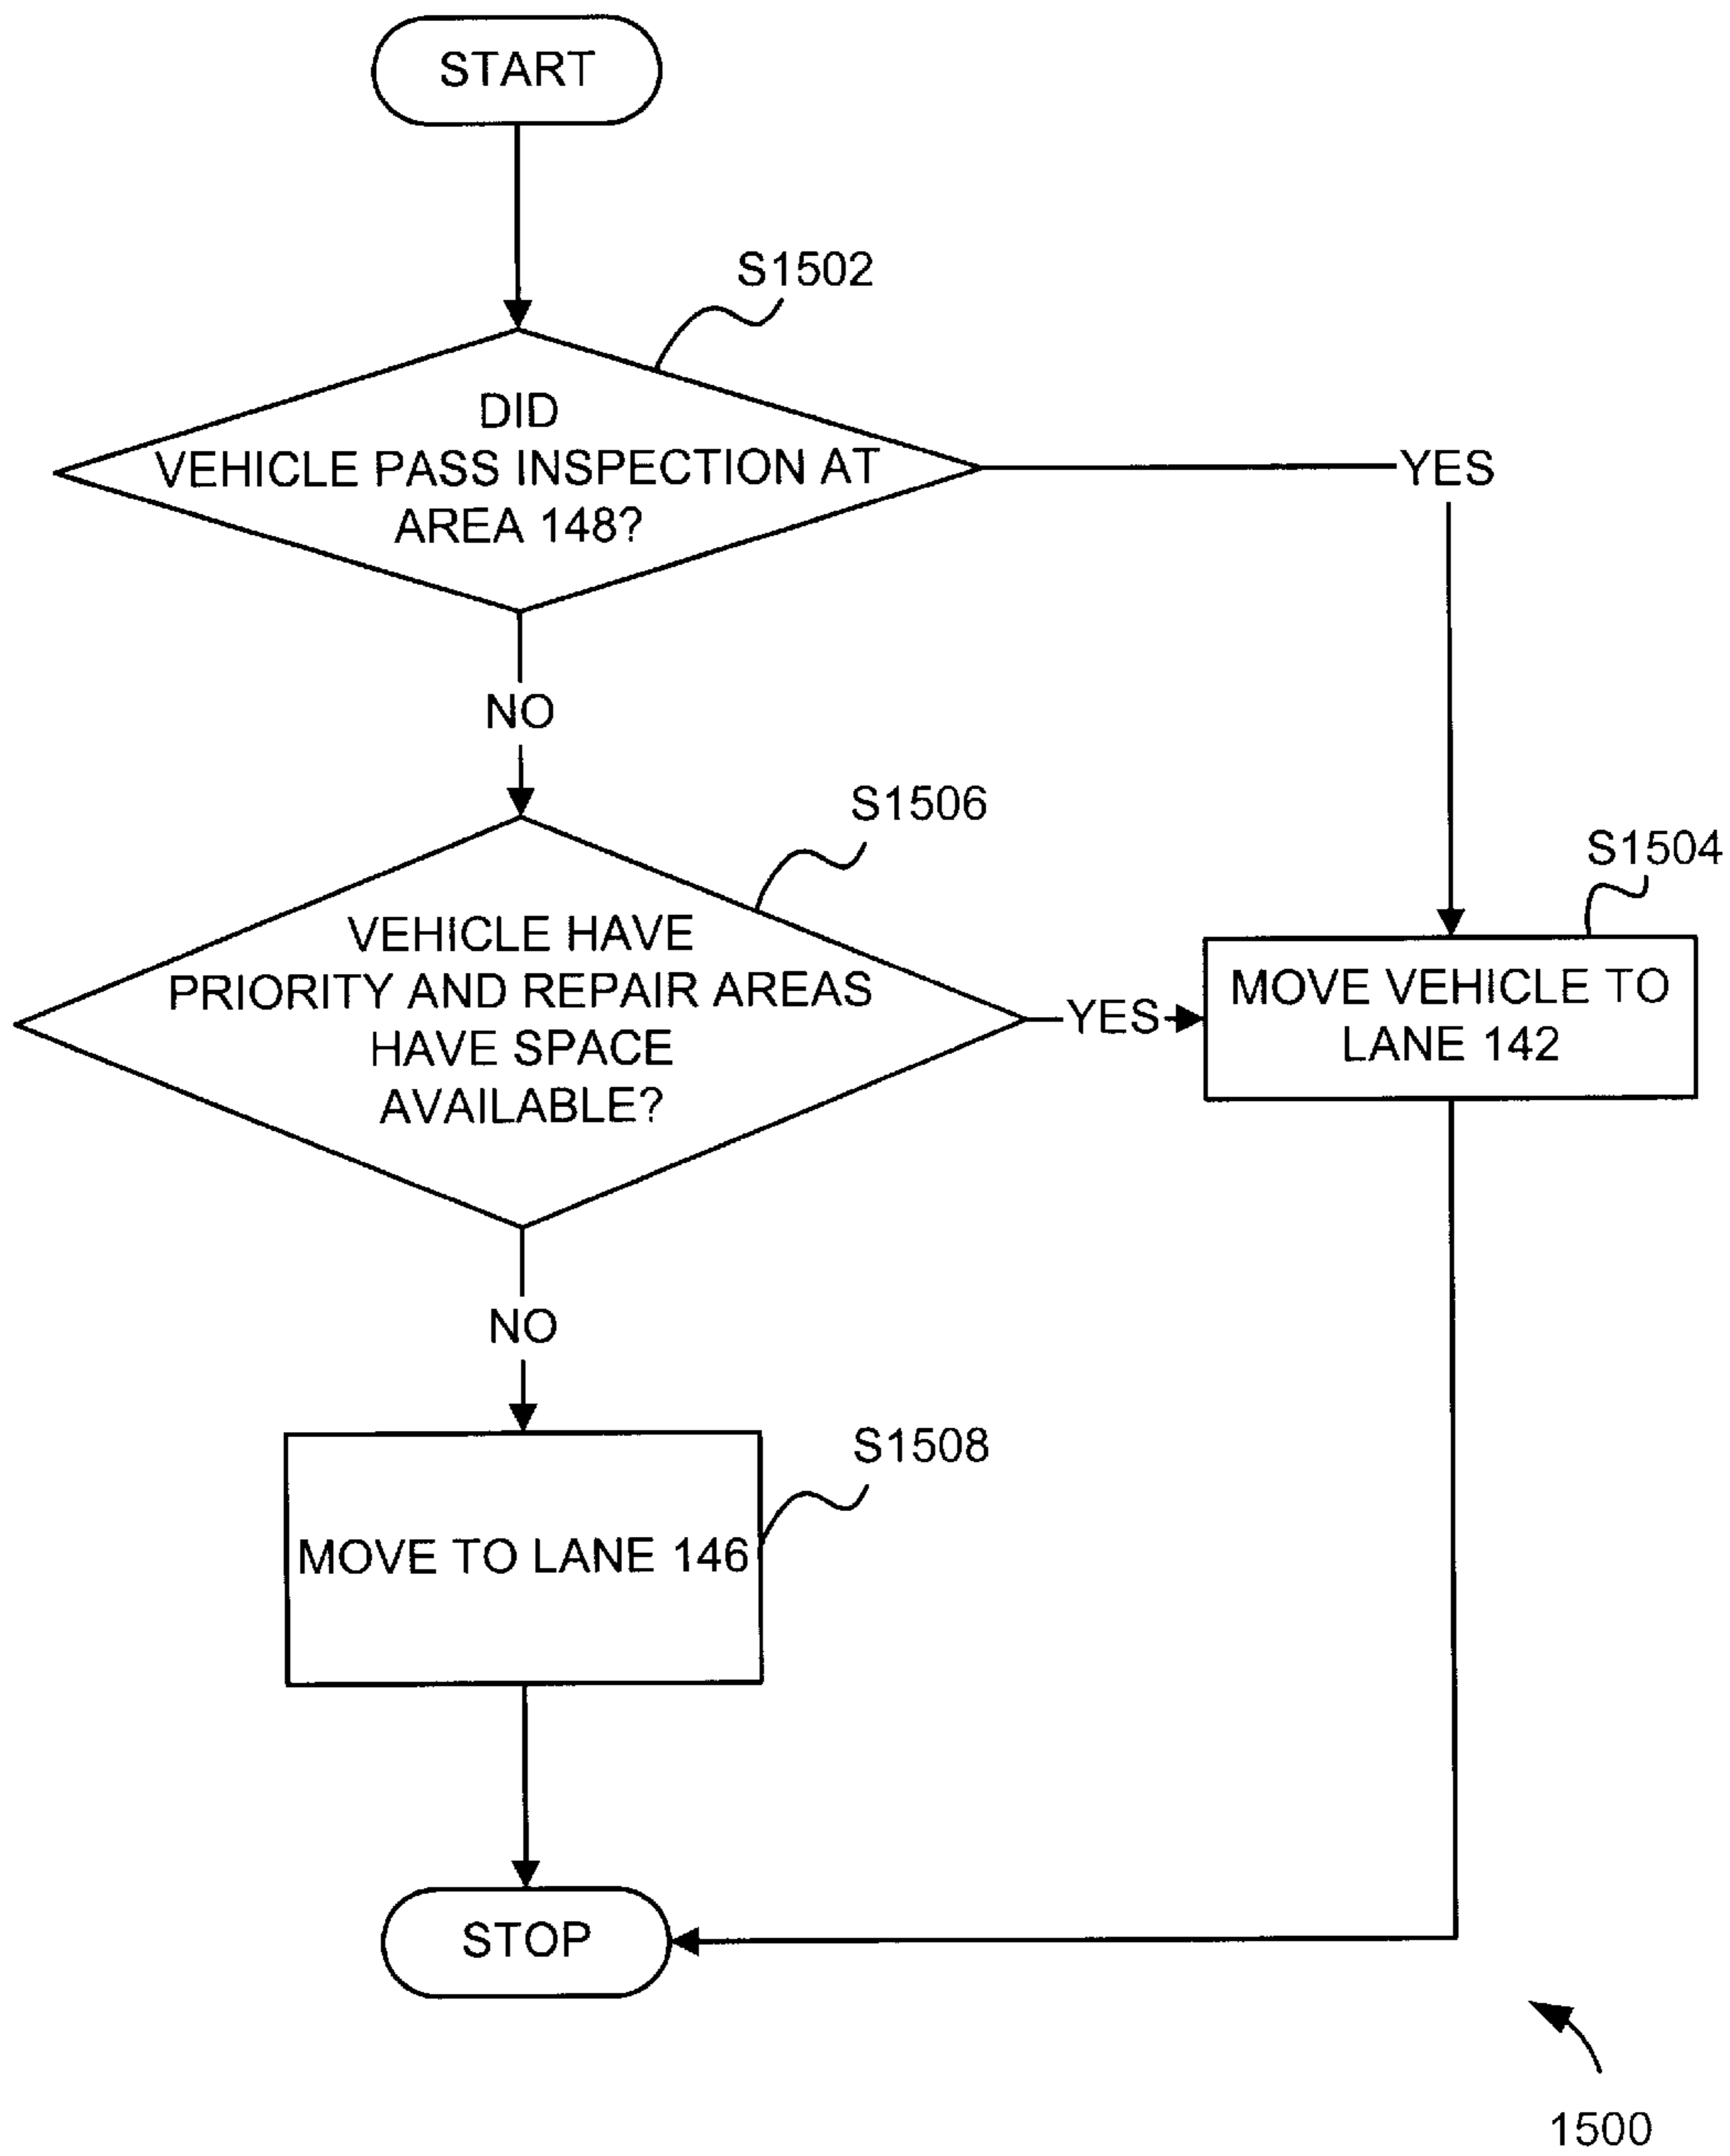 START
S1502
DID
VEHICLE PASS INSPECTION AT
AREA 148?
YES
NO
S1506
S1504
VEHICLE HAVE
PRIORITY AND REPAIR AREAS
HAVE SPACE
AVAILABLE?
YES
MOVE VEHICLE TO
LANE 142
NO
S1508
MOVE TO LANE 146
STOP
1500